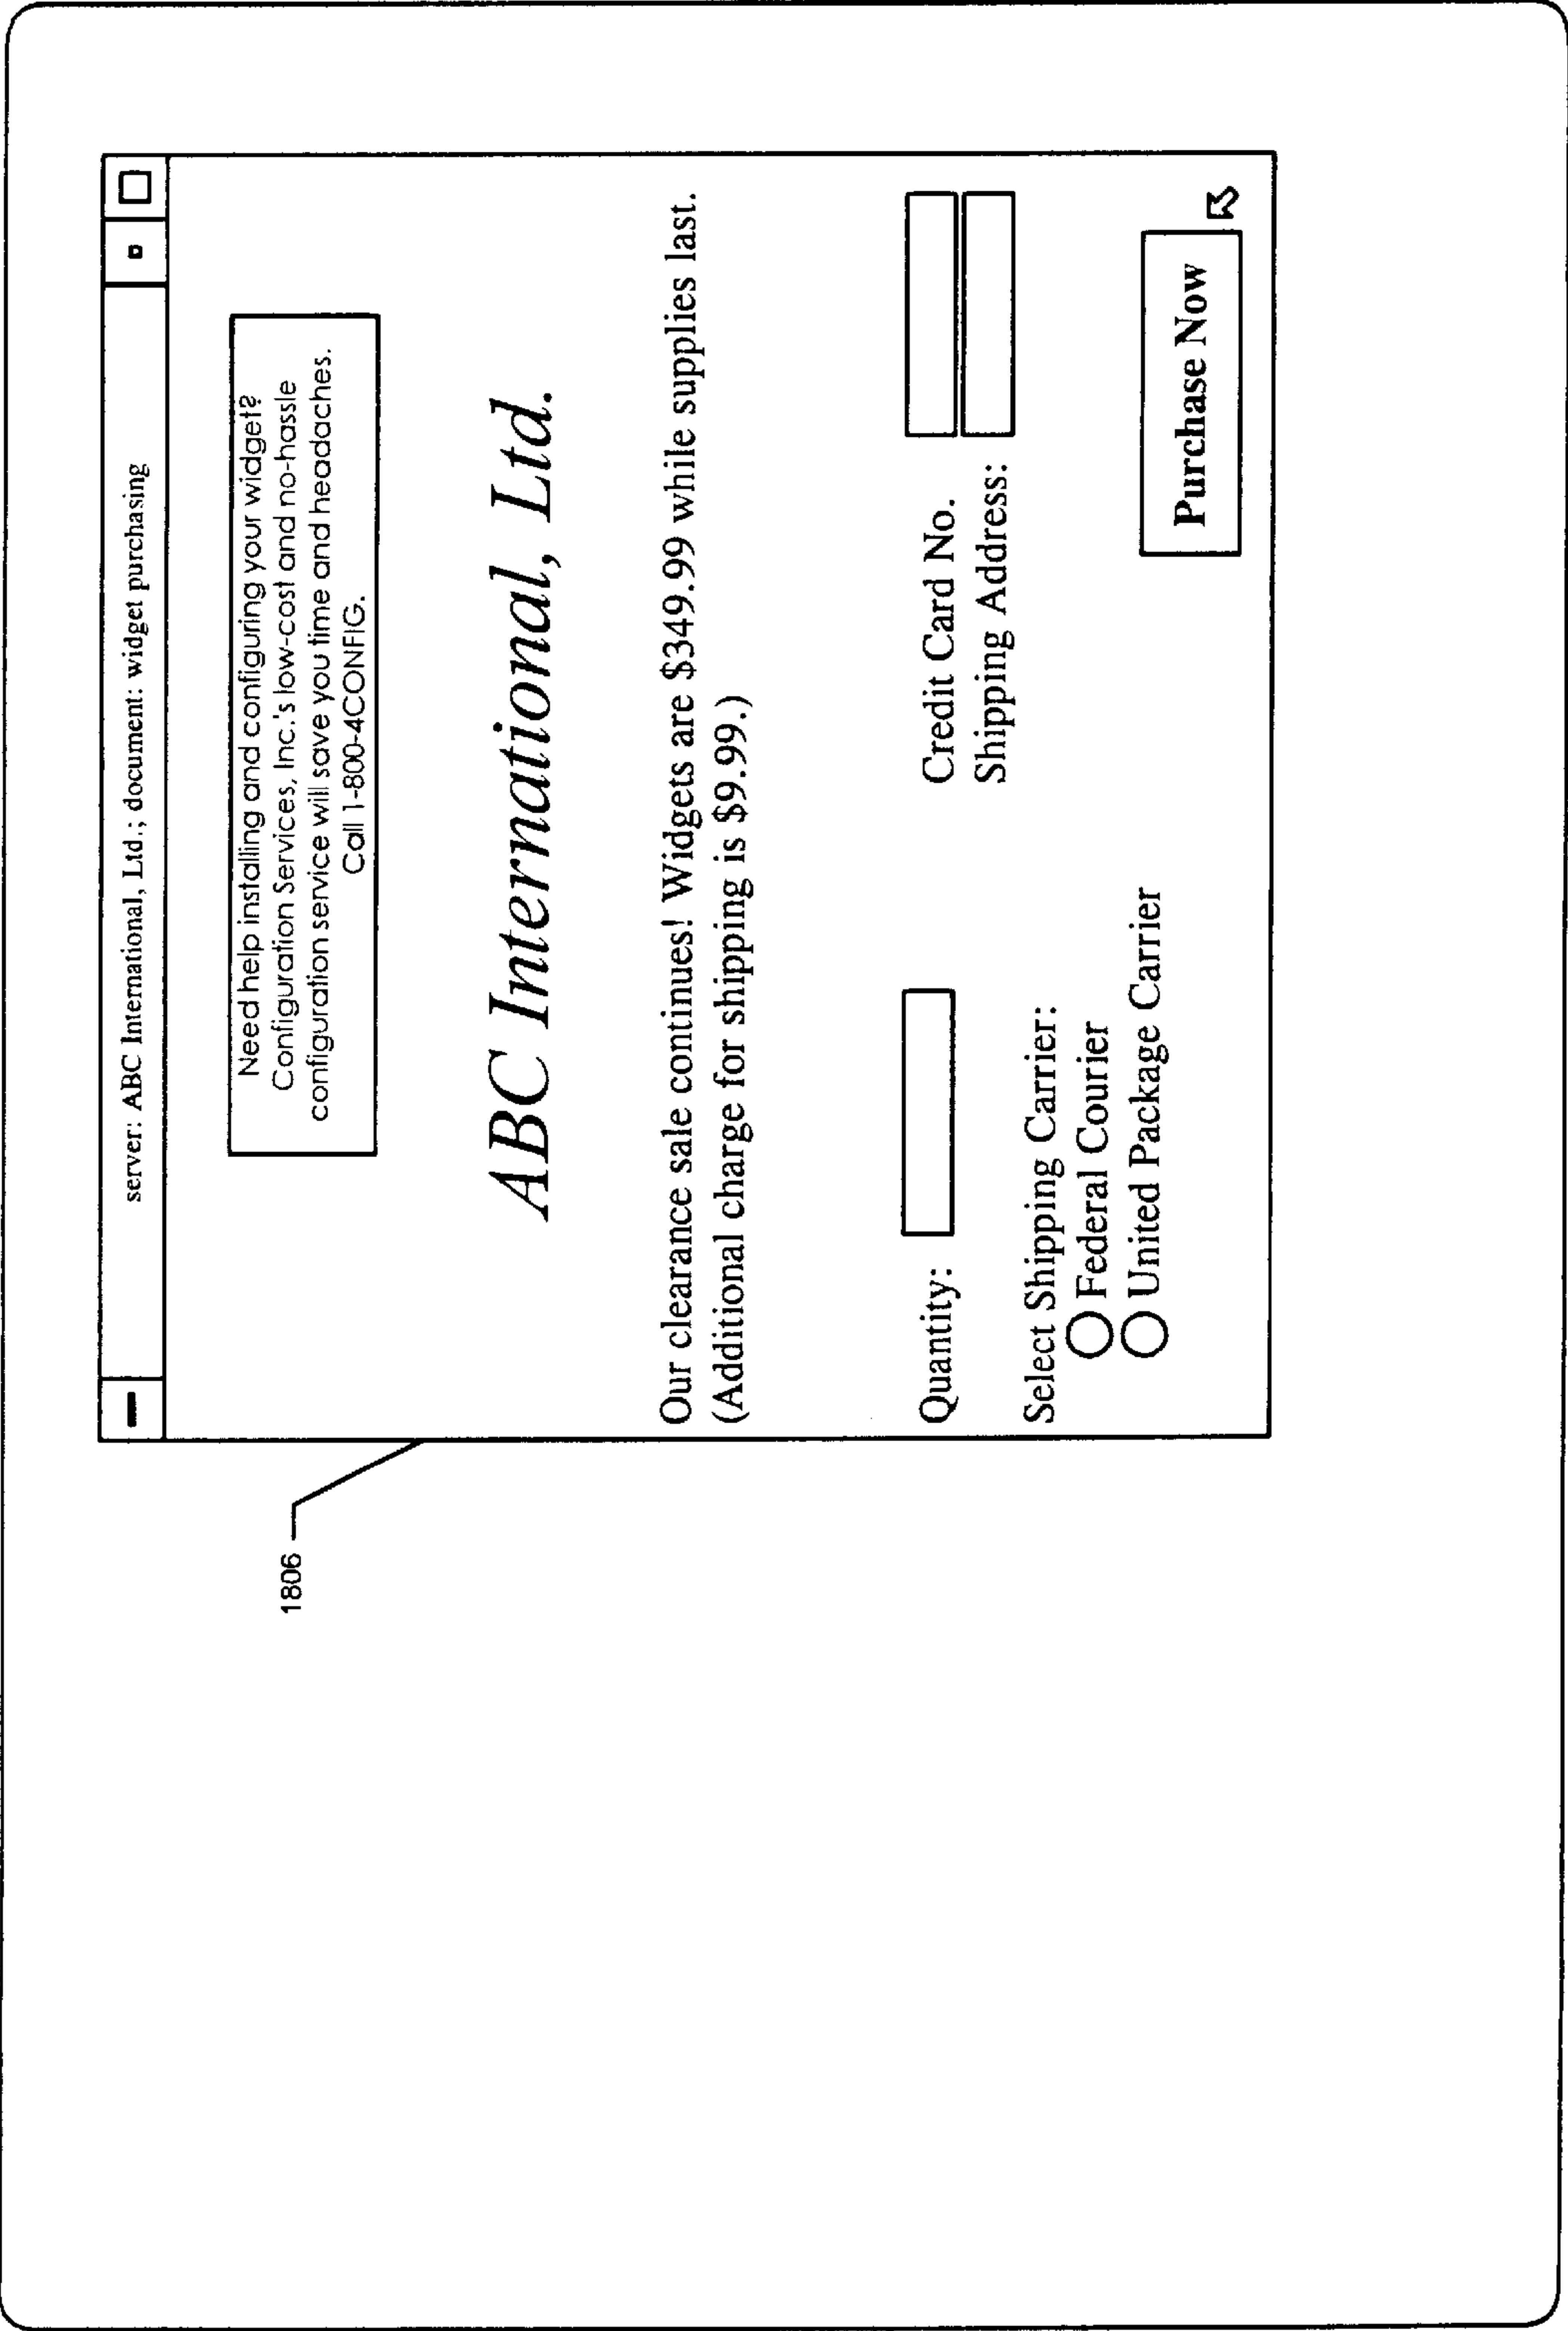 server: ABC International, Ltd.; document: widget purchasing
Need help installing and configuring your widget?
Configuration Services, Inc.'s low-cost and no-hassle
configuration service will save you time and headaches.
Call 1-800-4CONFIG.
ABC International, Ltd.
Our clearance sale continues! Widgets are $349.99 while supplies last.
(Additional charge for shipping is $9.99.)
Quantity:
Credit Card No.
Shipping Address:
Select Shipping Carrier:
Federal Courier
United Package Carrier
Purchase Now
1806